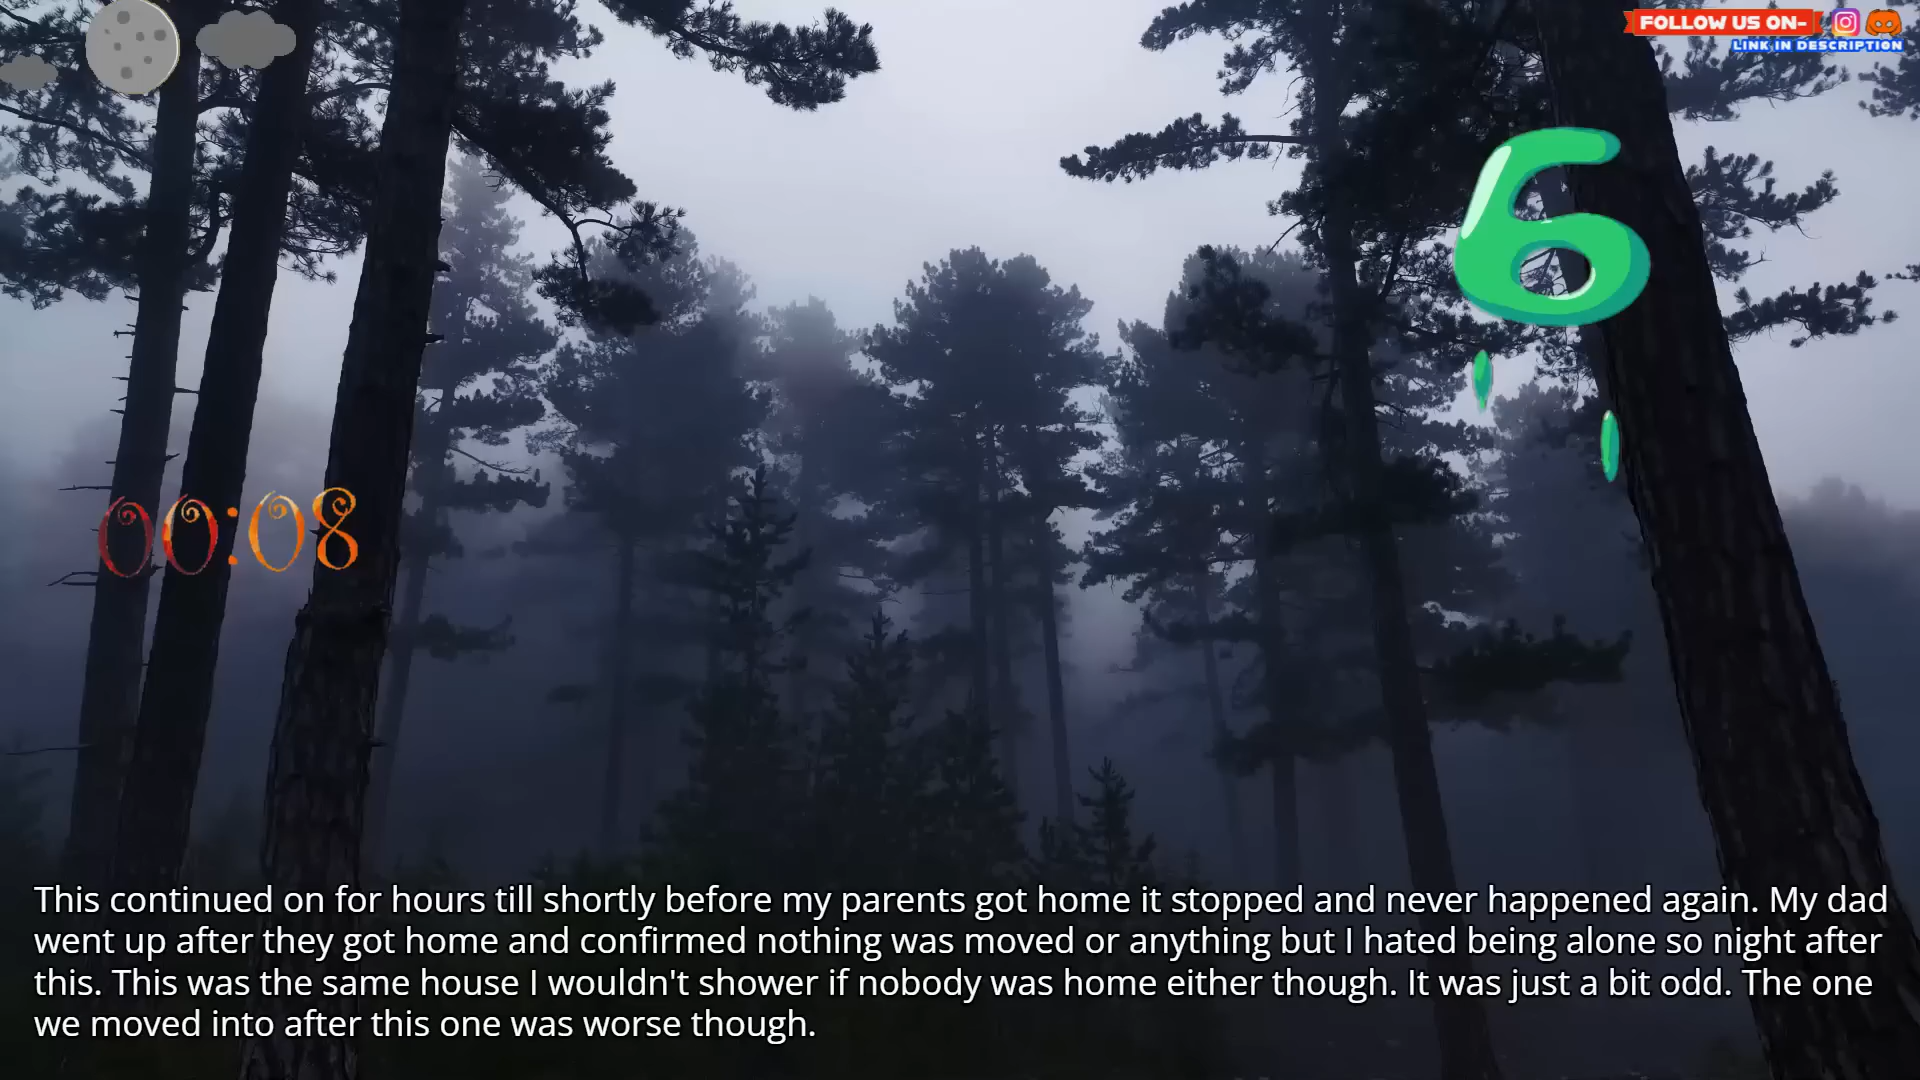 FOLLOW US ON-
LINK IN DESCRIPTION
6
00:08
This continued on for hours till shortly before my parents got home it stopped and never happened again. My dad
went up after they got home and confirmed nothing was moved or anything but I hated being alone so night after
this. This was the same house I wouldn't shower if nobody was home either though. It was just a bit odd. The one
we moved into after this one was worse though.